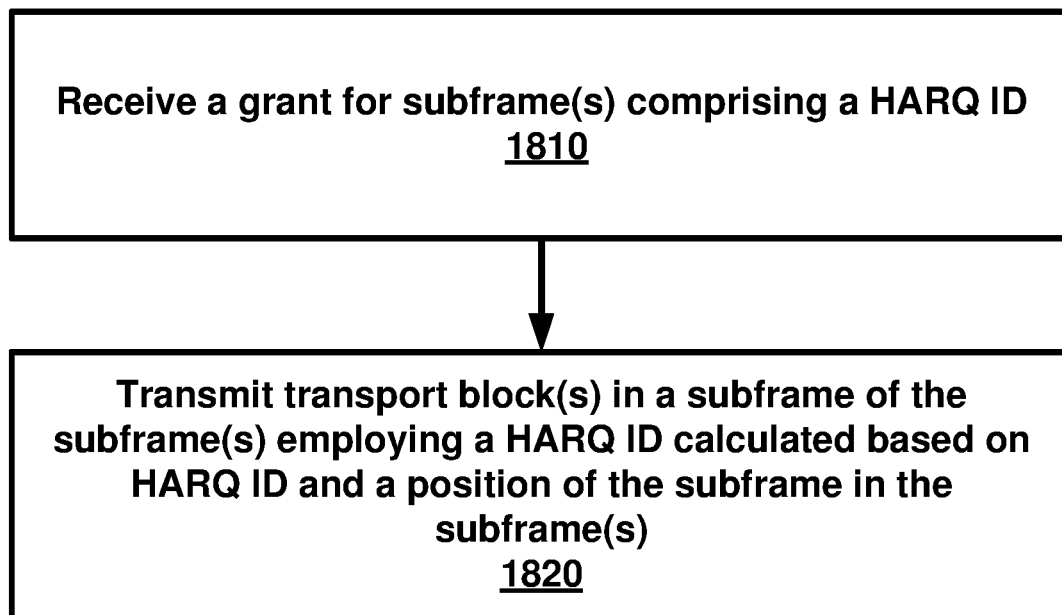 Receive a grant for subframe(s) comprising a HARQ ID
1810
Transmit transport block(s) in a subframe of the
subframe(s) employing a HARQ ID calculated based on
HARQ ID and a position of the subframe in the
subframe(s)
1820